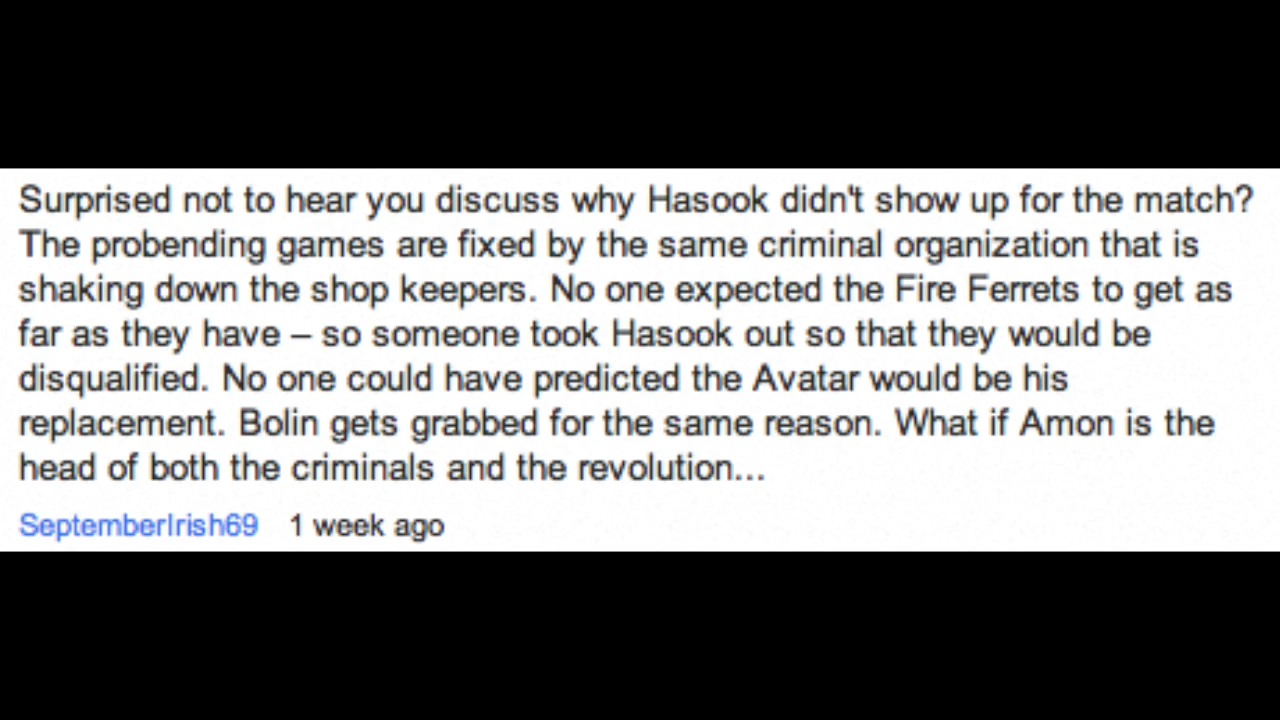 Surprised not to hear you discuss why Hasook didn't show up for the match?
The probending games are fixed by the same criminal organization that is
shaking down the shop keepers. No one expected the Fire Ferrets to get as
far as they have – so someone took Hasook out so that they would be
disqualified. No one could have predicted the Avatar would be his
replacement. Bolin gets grabbed for the same reason. What if Amon is the
head of both the criminals and the revolution...
SeptemberIrish69 1 week ago